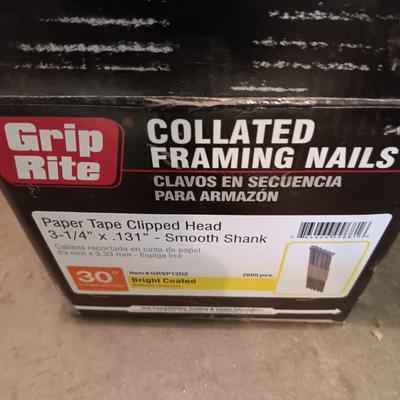 Grip
Rite®
COLLATED
FRAMING NAILS
CLAVOS EN SECUENCIA
PARA ARMAZÓN
Paper Tape Clipped Head
3-1/4" x .131" - Smooth Shank
Cabeza recortada en cinta de papel
83 mm x 3.33 mm - Espiga lisa
30°
Item # GRSP12DZ
2000 pcs.
Bright Coated